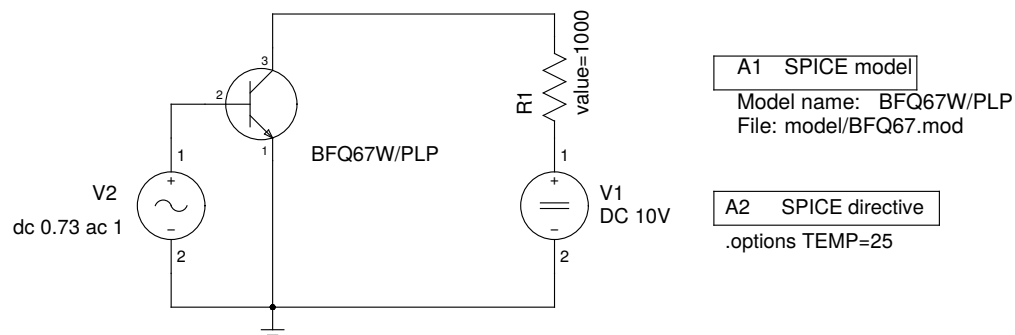 3
2
1
BFQ67W/PLP
1
V2
+
dc 0.73 ac 1
−
2
R1
value=1000
1
+
V1
DC 10V
−
2
A1 SPICE model
Model name: BFQ67W/PLP
File: model/BFQ67.mod
A2 SPICE directive
.options TEMP=25